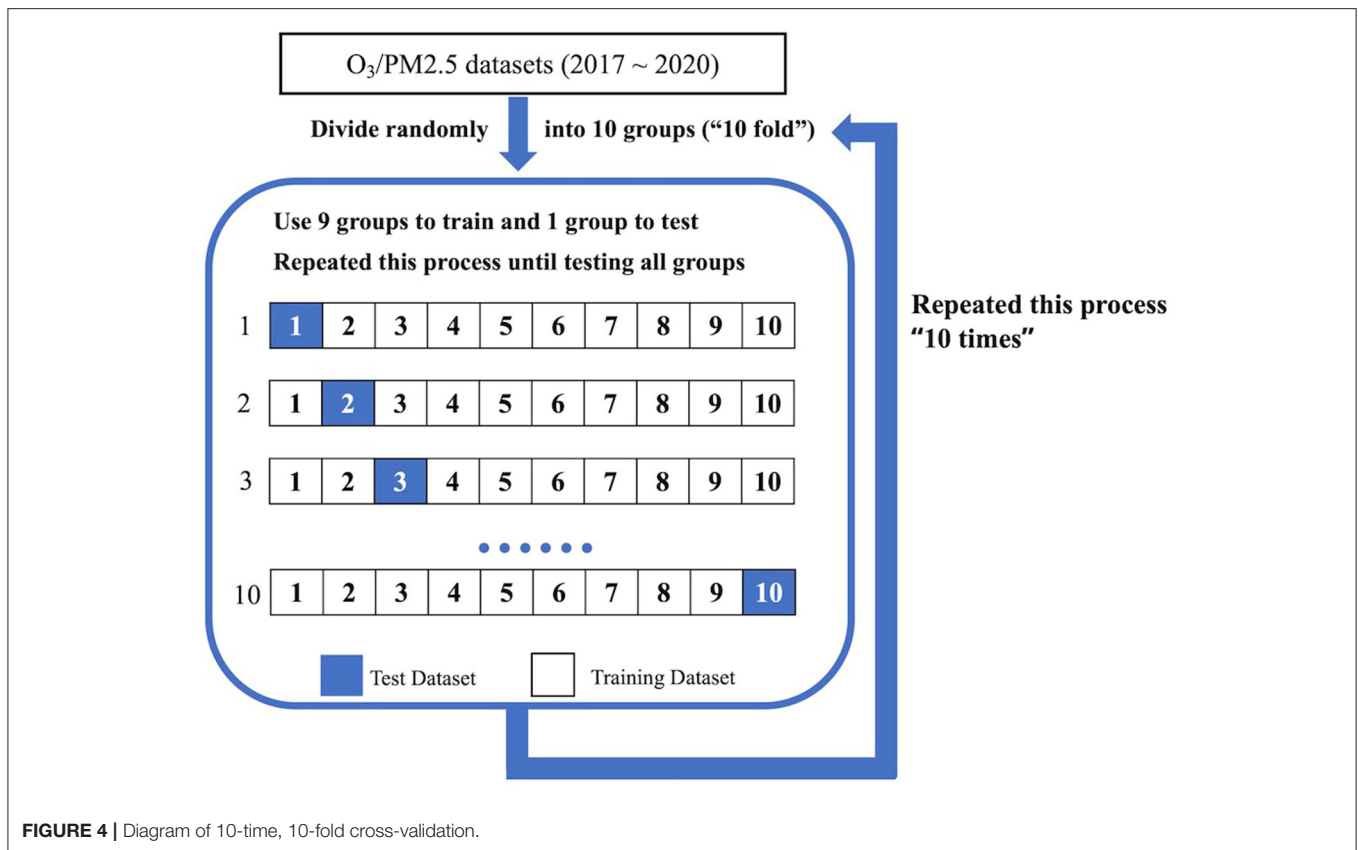 O₃/PM2.5 datasets (2017 ~ 2020)
Divide randomly into 10 groups (“10 fold”)
Use 9 groups to train and 1 group to test
Repeated this process until testing all groups
1 1 2 3 4 5 6 7 8 9 10
2 1 2 3 4 5 6 7 8 9 10
3 1 2 3 4 5 6 7 8 9 10
......
10 1 2 3 4 5 6 7 8 9 10
Test Dataset Training Dataset
Repeated this process
“10 times”
FIGURE 4 | Diagram of 10-time, 10-fold cross-validation.